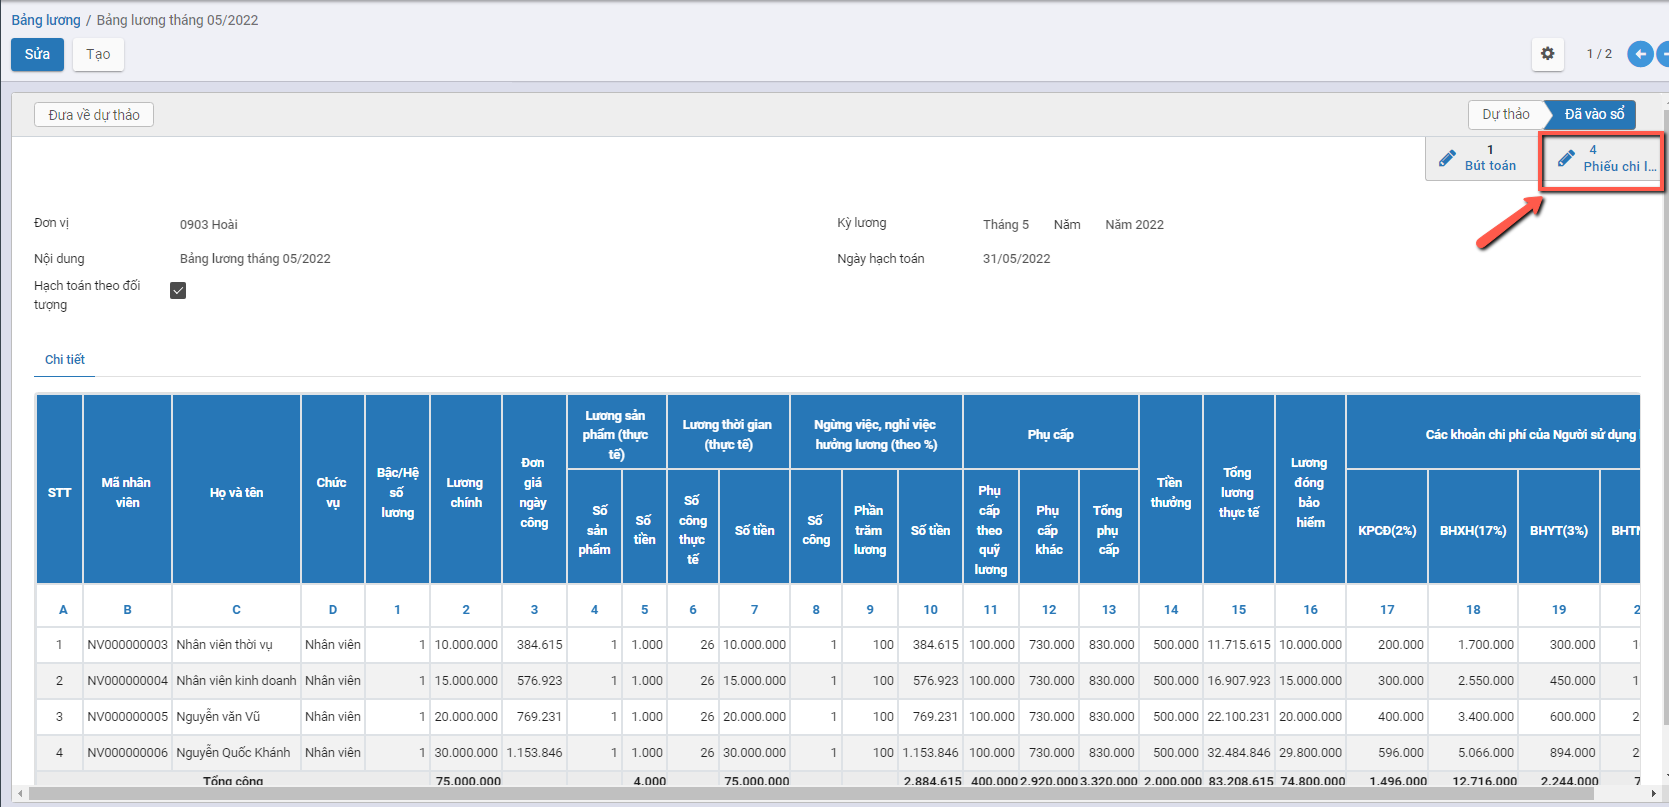 Bảng lương / Bảng lương tháng 05/2022
Sửa Tạo 1 / 2
Đưa về dự thảo Dự thảo Đã vào sổ
1 Bút toán
4 Phiếu chi l...
Đơn vị 0903 Hoài Kỳ lương Tháng 5 Năm Năm 2022
Nội dung Bảng lương tháng 05/2022 Ngày hạch toán 31/05/2022
Hạch toán theo đối
tượng
Chi tiết
STT
Mã nhân
viên
Họ và tên
Chức
vụ
Bậc/Hệ
số
lương
Lương
chính
Đơn
giá
ngày
công
Lương sản
phẩm (thực
tế)
Số
sản
phẩm
Số
tiền
Lương thời gian
(thực tế)
Số
công
thực
tế
Số tiền
Ngừng việc, nghỉ việc
hưởng lương (theo %)
Số
công
Phần
trăm
lương
Số tiền
Phụ cấp
Phụ
cấp
theo
quỹ
lương
Phụ
cấp
khác
Tổng
phụ
cấp
Tiền
thưởng
Tổng
lương
thực tế
Lương
đóng
bảo
hiểm
Các khoản chi phí của Người sử dụng
KPCĐ(2%)
BHXH(17%)
BHYT(3%)
A B C D 1 2 3 4 5 6 7 8 9 10 11 12 13 14 15 16 17 18 19
1 NV000000003 Nhân viên thời vụ Nhân viên 1 10.000.000 384.615 1 1.000 26 10.000.000 1 100 384.615 100.000 730.000 830.000 500.000 11.715.615 10.000.000 200.000 1.700.000 300.000
2 NV000000004 Nhân viên kinh doanh Nhân viên 1 15.000.000 576.923 1 1.000 26 15.000.000 1 100 576.923 100.000 730.000 830.000 500.000 16.907.923 15.000.000 300.000 2.550.000 450.000
3 NV000000005 Nguyễn văn Vũ Nhân viên 1 20.000.000 769.231 1 1.000 26 20.000.000 1 100 769.231 100.000 730.000 830.000 500.000 22.100.231 20.000.000 400.000 3.400.000 600.000
4 NV000000006 Nguyễn Quốc Khánh Nhân viên 1 30.000.000 1.153.846 1 1.000 26 30.000.000 1 100 1.153.846 100.000 730.000 830.000 500.000 32.484.846 29.800.000 596.000 5.066.000 894.000
Tổng cộng 75.000.000 4.000 75.000.000 2.884.615 400.000 2.920.000 3.320.000 2.000.000 83.208.615 74.800.000 1.496.000 12.716.000 2.244.000